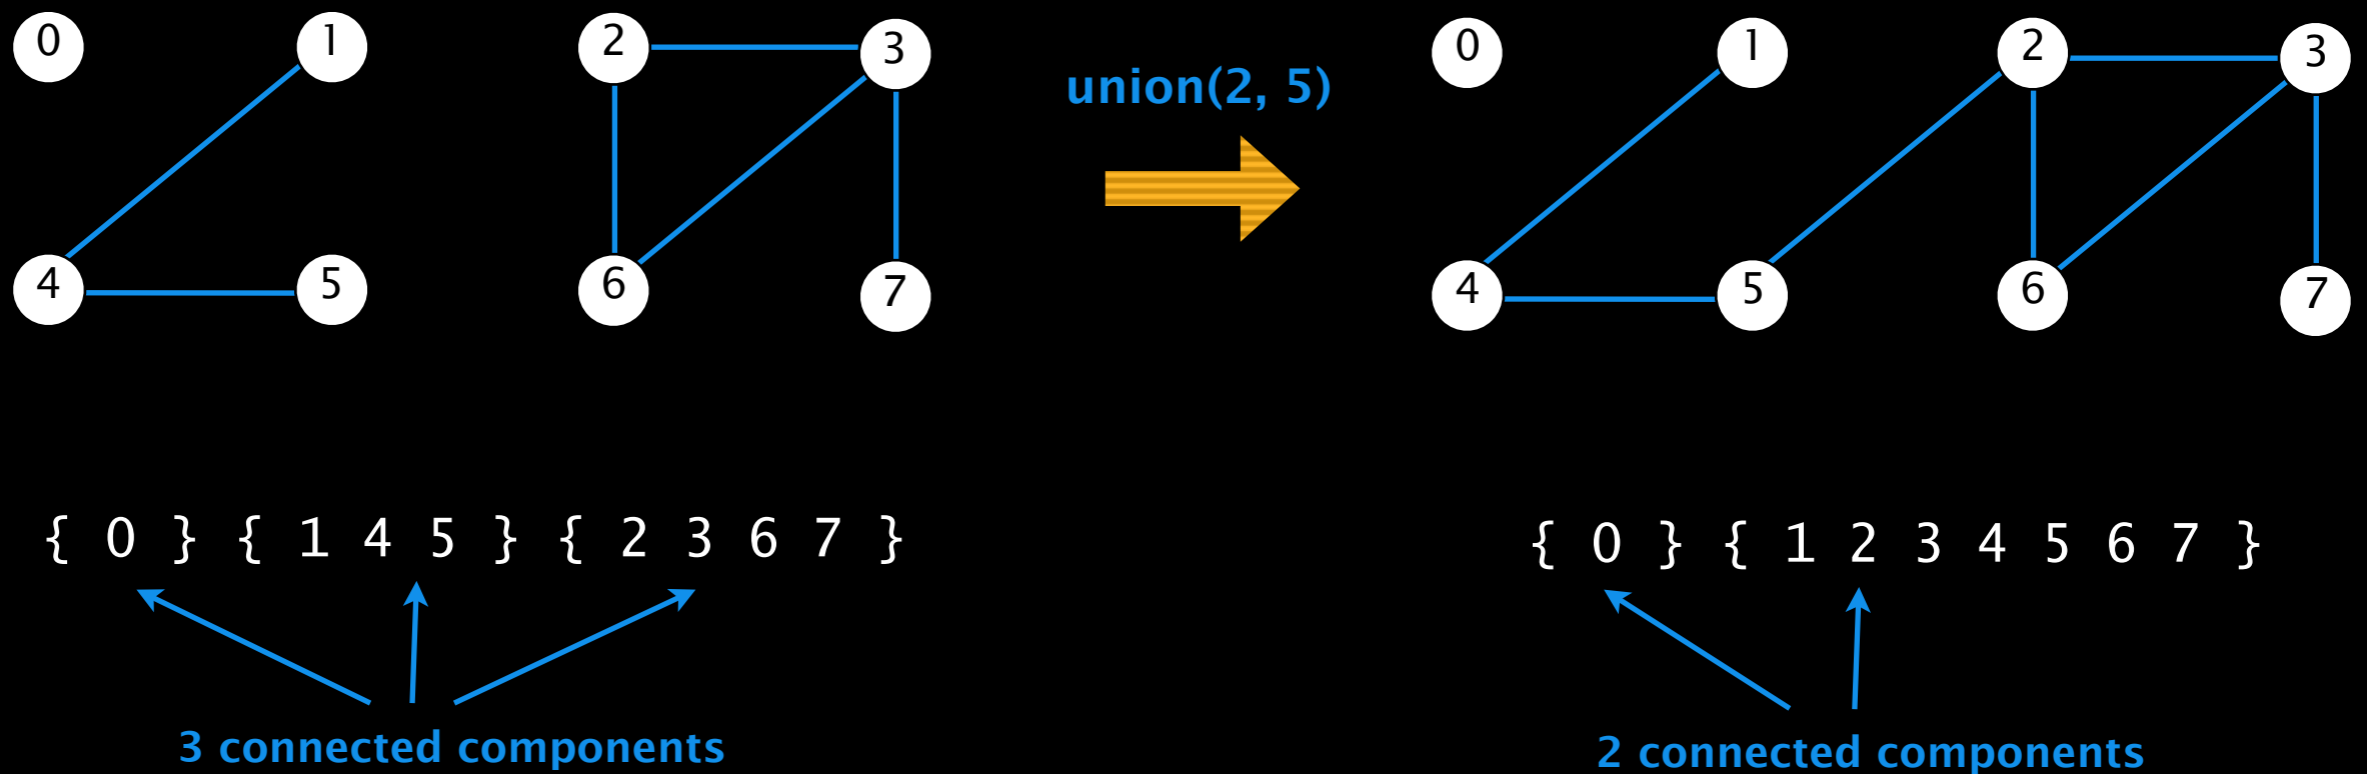 0 1 2 3
4 5 6 7
union(2, 5)
0 1 2 3
4 5 6 7
{ 0 } { 1 4 5 } { 2 3 6 7 }
3 connected components
{ 0 } { 1 2 3 4 5 6 7 }
2 connected components